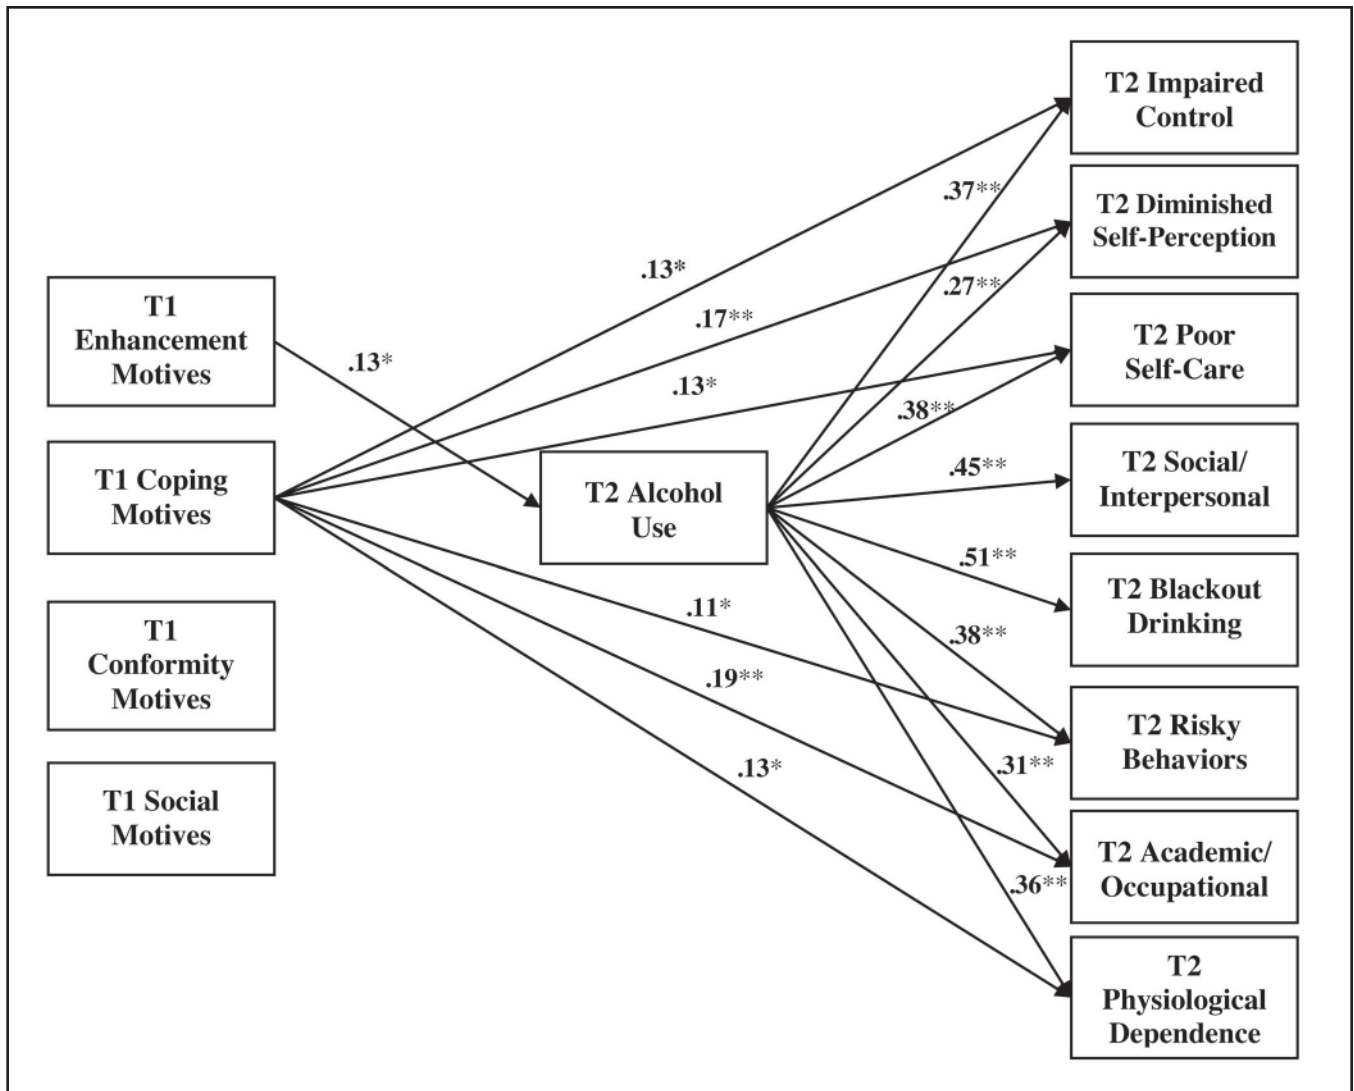 T1
Enhancement
Motives
T1 Coping
Motives
T1
Conformity
Motives
T1 Social
Motives
.13*
.13*
.17**
.13*
.11*
.19**
.13*
T2 Alcohol
Use
.37**
.27**
.38**
.45**
.51**
.38**
.31**
.36**
T2 Impaired
Control
T2 Diminished
Self-Perception
T2 Poor
Self-Care
T2 Social/
Interpersonal
T2 Blackout
Drinking
T2 Risky
Behaviors
T2 Academic/
Occupational
T2
Physiological
Dependence